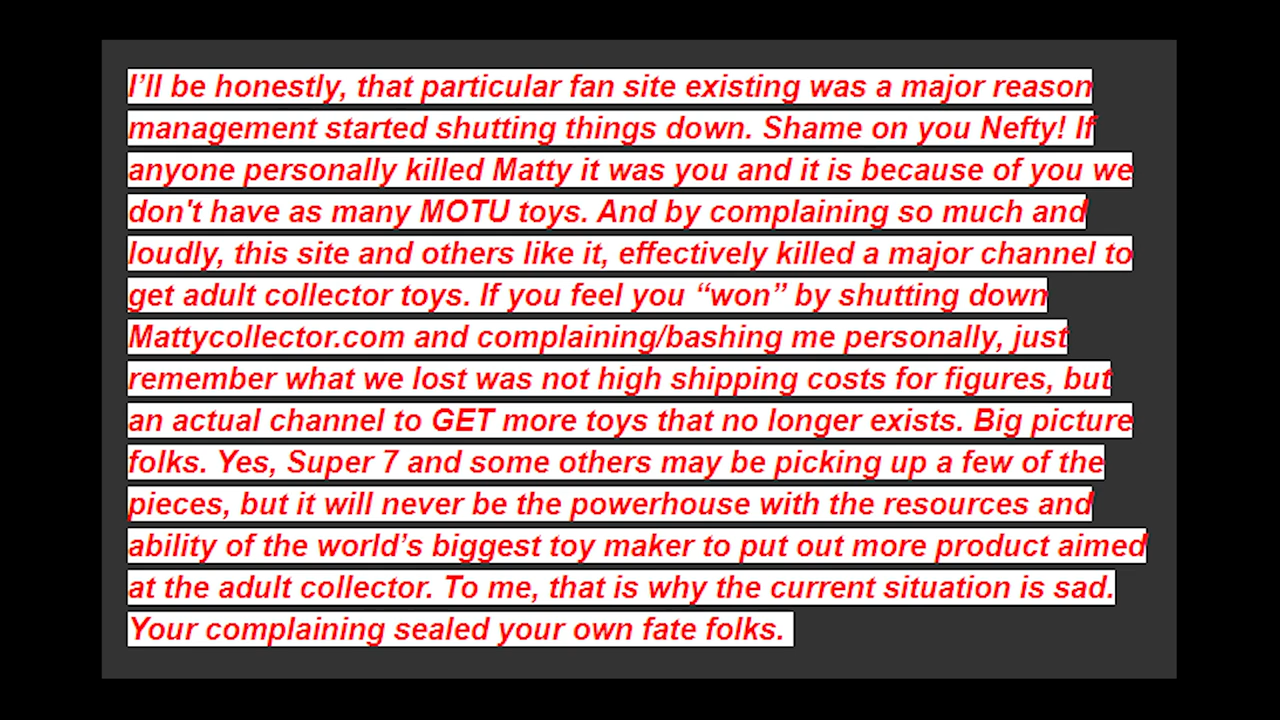 I’ll be honestly, that particular fan site existing was a major reason
management started shutting things down. Shame on you Nefty! If
anyone personally killed Matty it was you and it is because of you we
don't have as many MOTU toys. And by complaining so much and
loudly, this site and others like it, effectively killed a major channel to
get adult collector toys. If you feel you “won” by shutting down
Mattycollector.com and complaining/bashing me personally, just
remember what we lost was not high shipping costs for figures, but
an actual channel to GET more toys that no longer exists. Big picture
folks. Yes, Super 7 and some others may be picking up a few of the
pieces, but it will never be the powerhouse with the resources and
ability of the world’s biggest toy maker to put out more product aimed
at the adult collector. To me, that is why the current situation is sad.
Your complaining sealed your own fate folks.